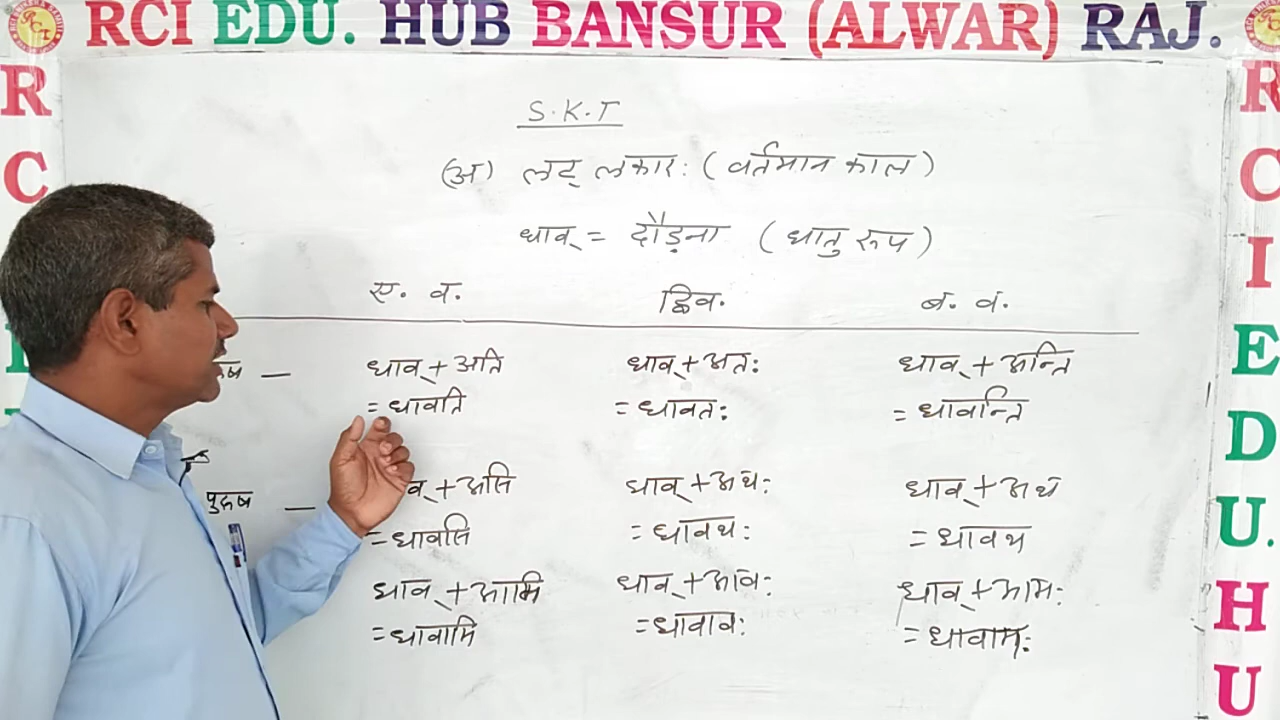 RCI EDU. HUB BANSUR (ALWAR) RAJ.
S.K.T
(अ) लट् लकार: (वर्तमान काल)
धाव् = दौड़ना (धातु रूप)
ए. व. द्विव. ब. व.
धाव् + अति धाव् + अत: धाव् + अन्ति
= धावति = धावत: = धावन्ति
पुरुष — व् + असि धाव् + अथ: धाव् + अथ
= धावसि = धावथ: = धावथ
धाव् + आमि धाव् + आव: धाव् + आम:
= धावामि = धावाव: = धावाम:
R
C
R
C
I
E
D
U.
H
U